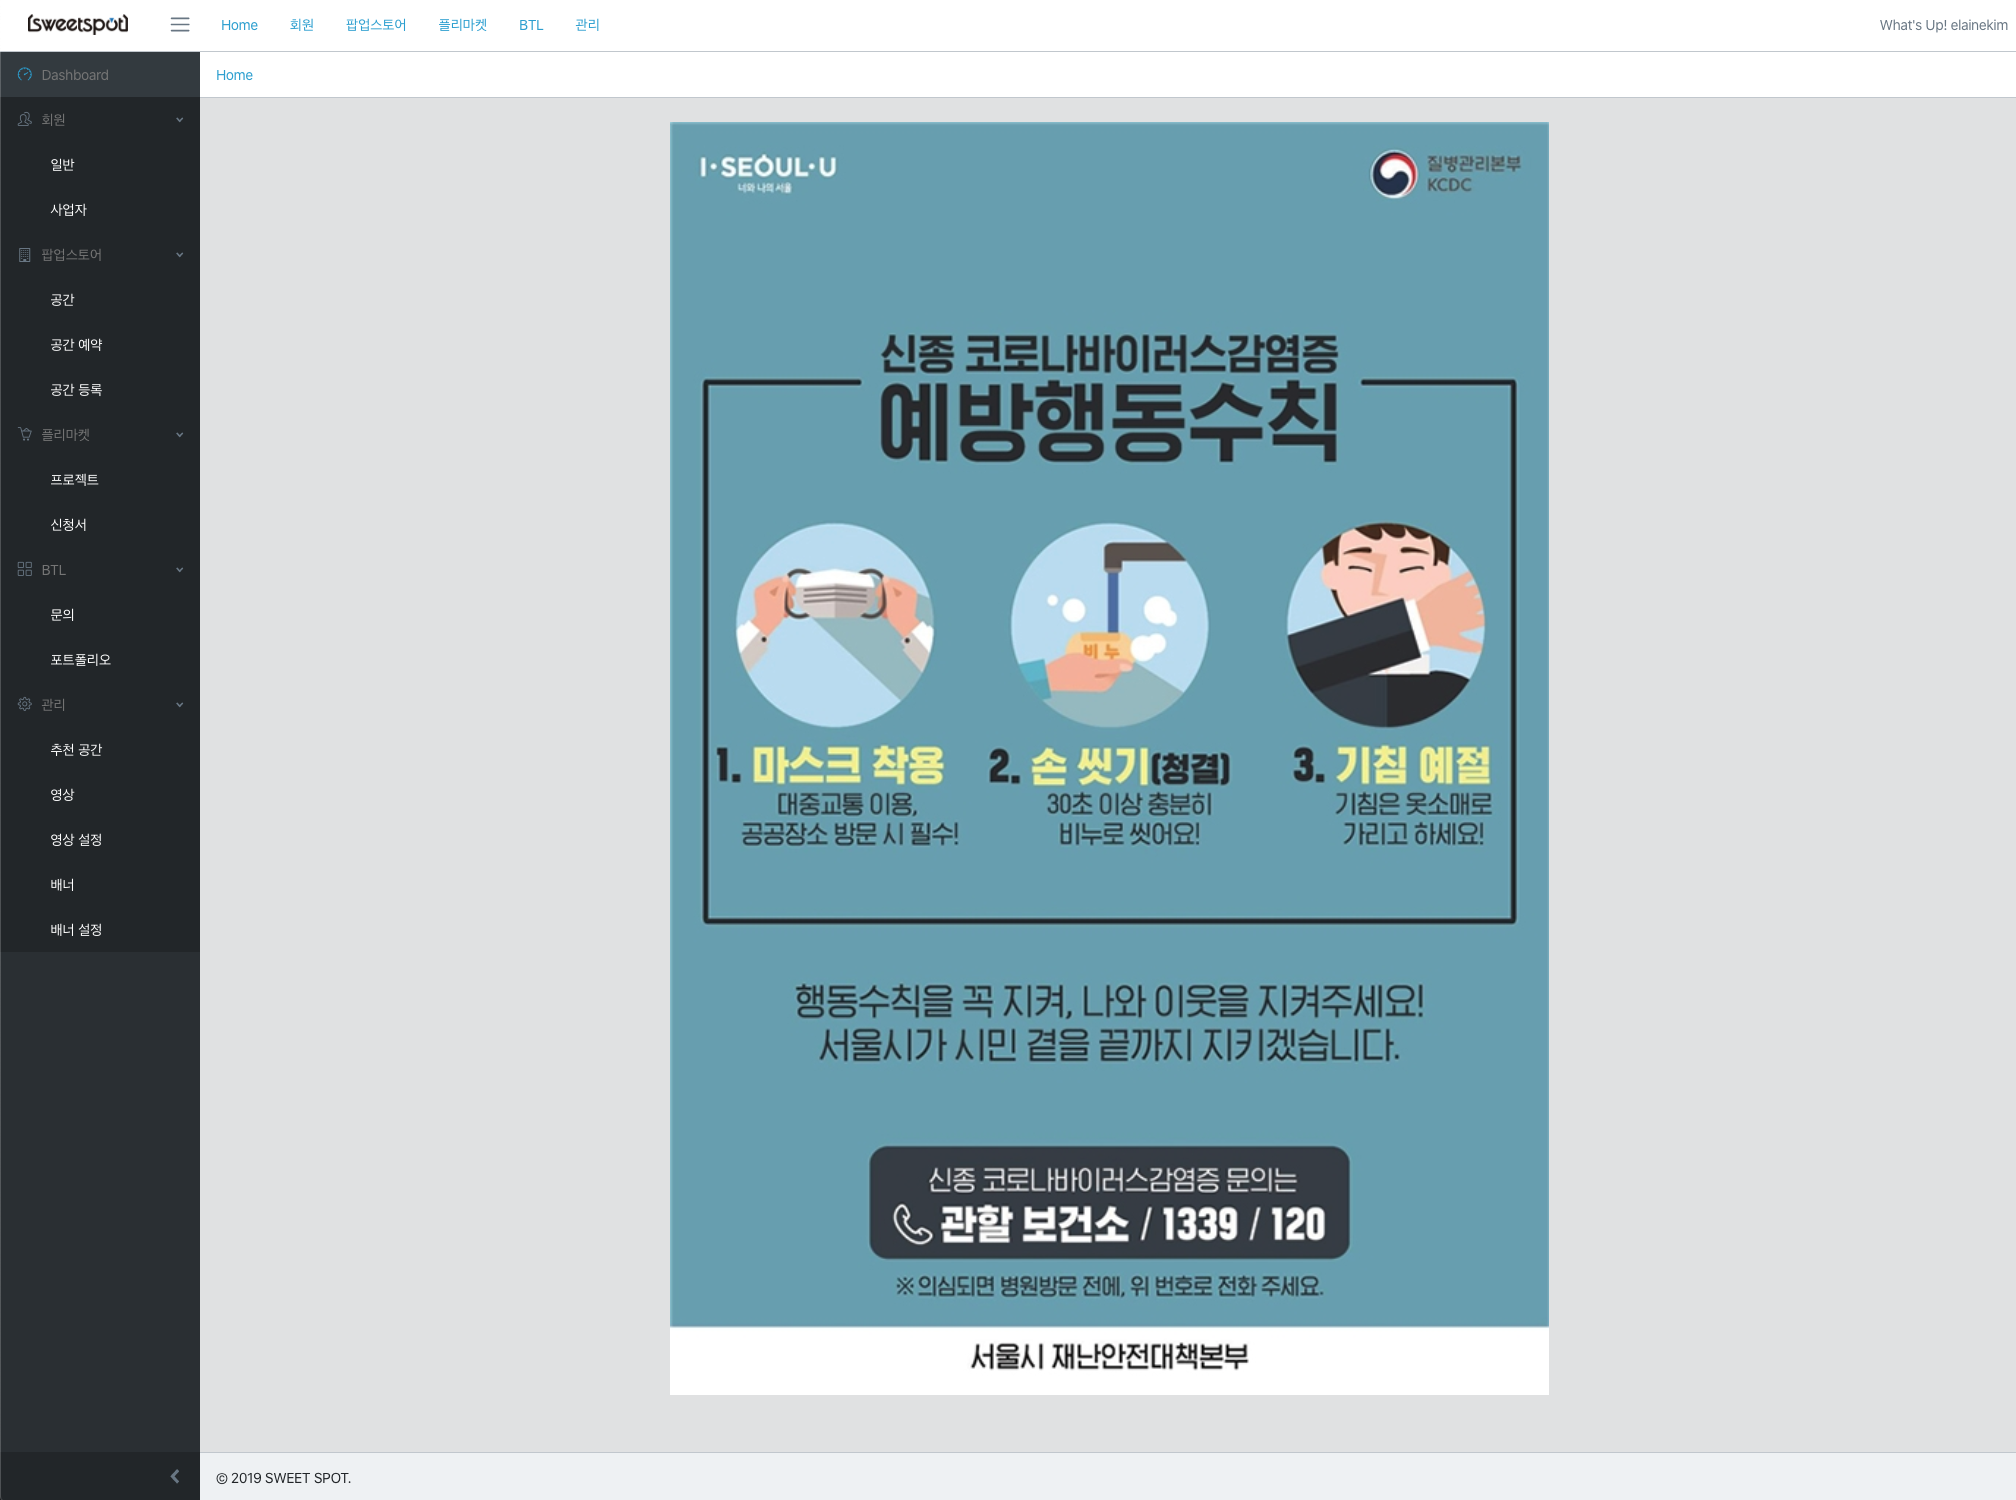 (sweetspot)
Home 회원 팝업스토어 플리마켓 BTL 관리
What's Up! elainekim
Dashboard
회원
일반
사업자
팝업스토어
공간
공간 예약
공간 등록
플리마켓
프로젝트
신청서
BTL
문의
포트폴리오
관리
추천 공간
영상
영상 설정
배너
배너 설정
Home
I·SEOUL·U
너와 나의 서울
질병관리본부
KCDC
신종 코로나바이러스감염증
예방행동수칙
비누
1. 마스크 착용
대중교통 이용,
공공장소 방문 시 필수!
2. 손 씻기(청결)
30초 이상 충분히
비누로 씻어요!
3. 기침 예절
기침은 옷소매로
가리고 하세요!
행동수칙을 꼭 지켜, 나와 이웃을 지켜주세요!
서울시가 시민 곁을 끝까지 지키겠습니다.
신종 코로나바이러스감염증 문의는
관할 보건소 / 1339 / 120
※ 의심되면 병원방문 전에, 위 번호로 전화 주세요.
서울시 재난안전대책본부
© 2019 SWEET SPOT.